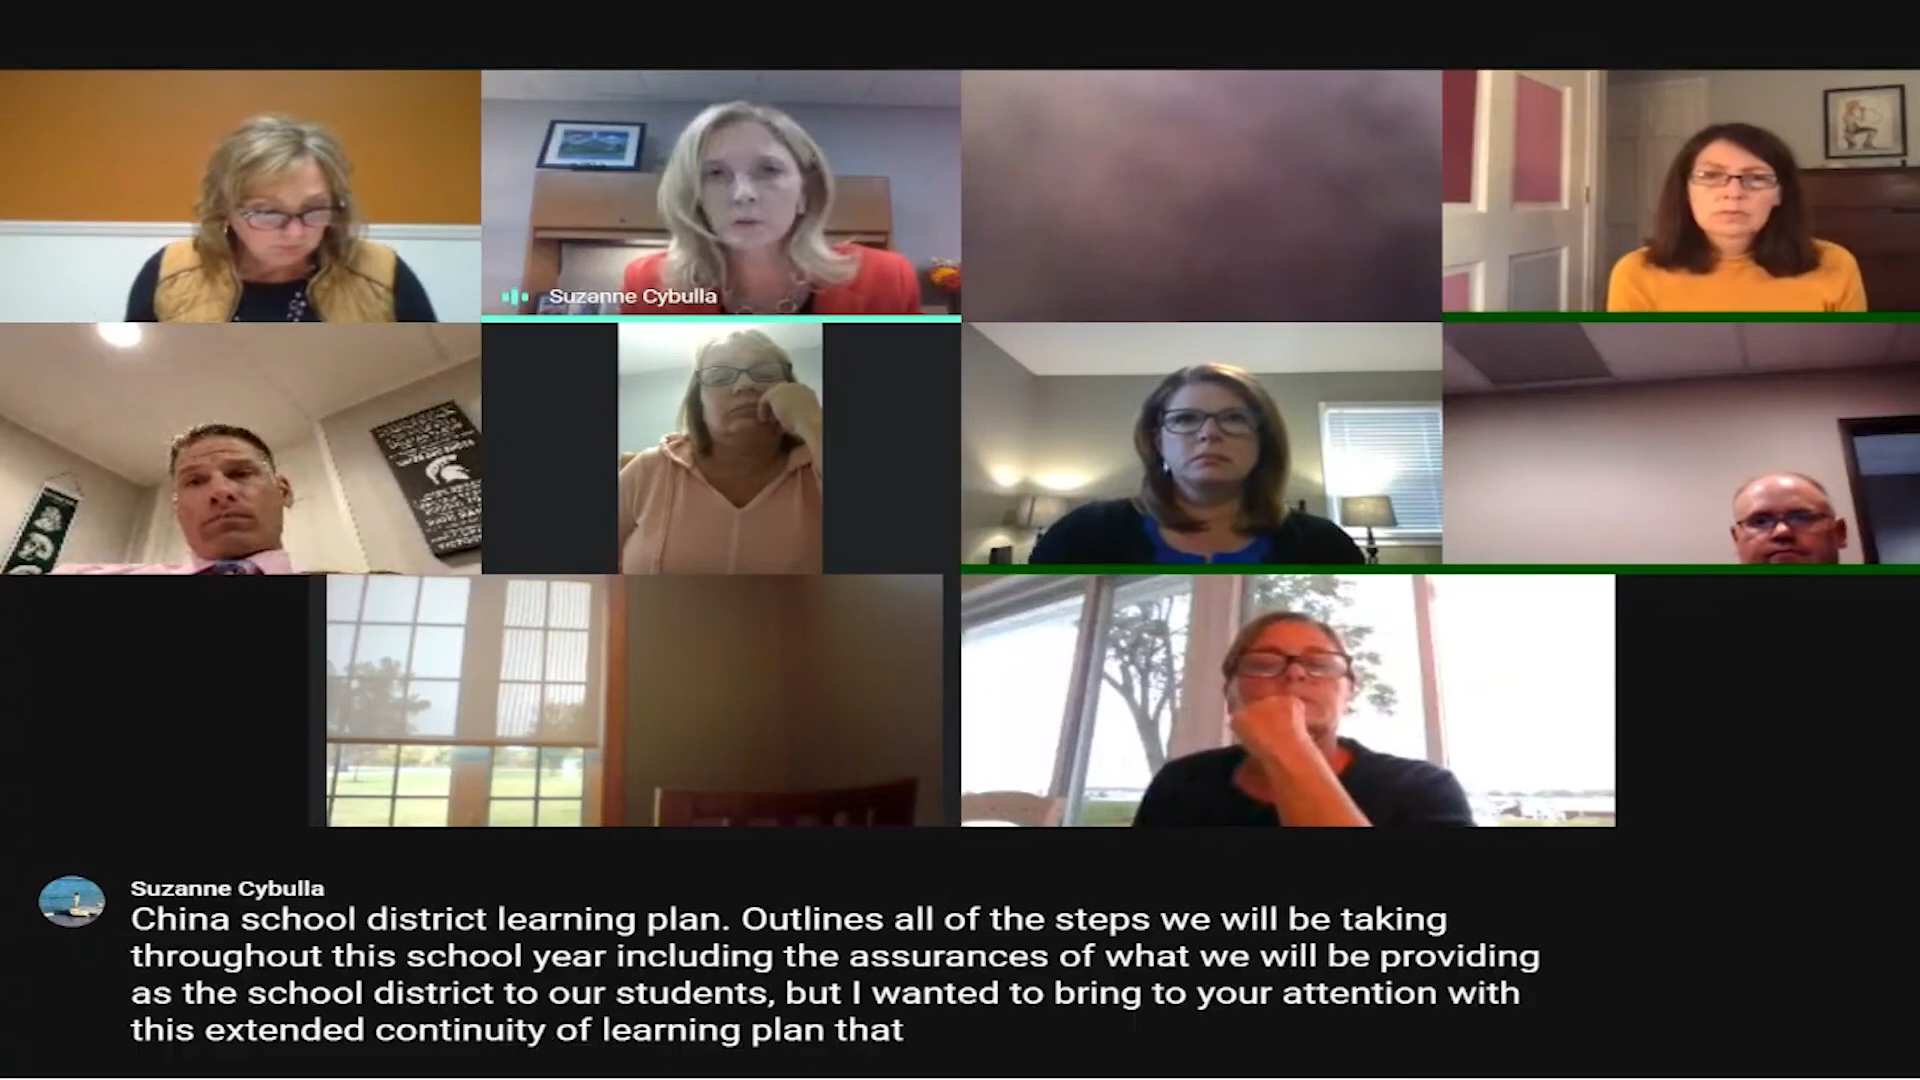 Suzanne Cybulla
Suzanne Cybulla
China school district learning plan. Outlines all of the steps we will be taking
throughout this school year including the assurances of what we will be providing
as the school district to our students, but I wanted to bring to your attention with
this extended continuity of learning plan that